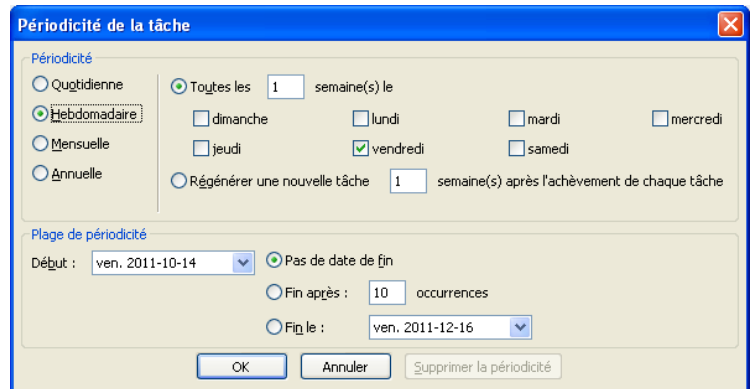 Périodicité de la tâche
Périodicité
Quotidienne
Toutes les 1 semaine(s) le
Hebdomadaire
dimanche lundi mardi mercredi
Mensuelle
jeudi vendredi samedi
Annuelle
Régénérer une nouvelle tâche 1 semaine(s) après l'achèvement de chaque tâche
Plage de périodicité
Début : ven. 2011-10-14 Pas de date de fin
Fin après : 10 occurrences
Fin le : ven. 2011-12-16
OK Annuler Supprimer la périodicité